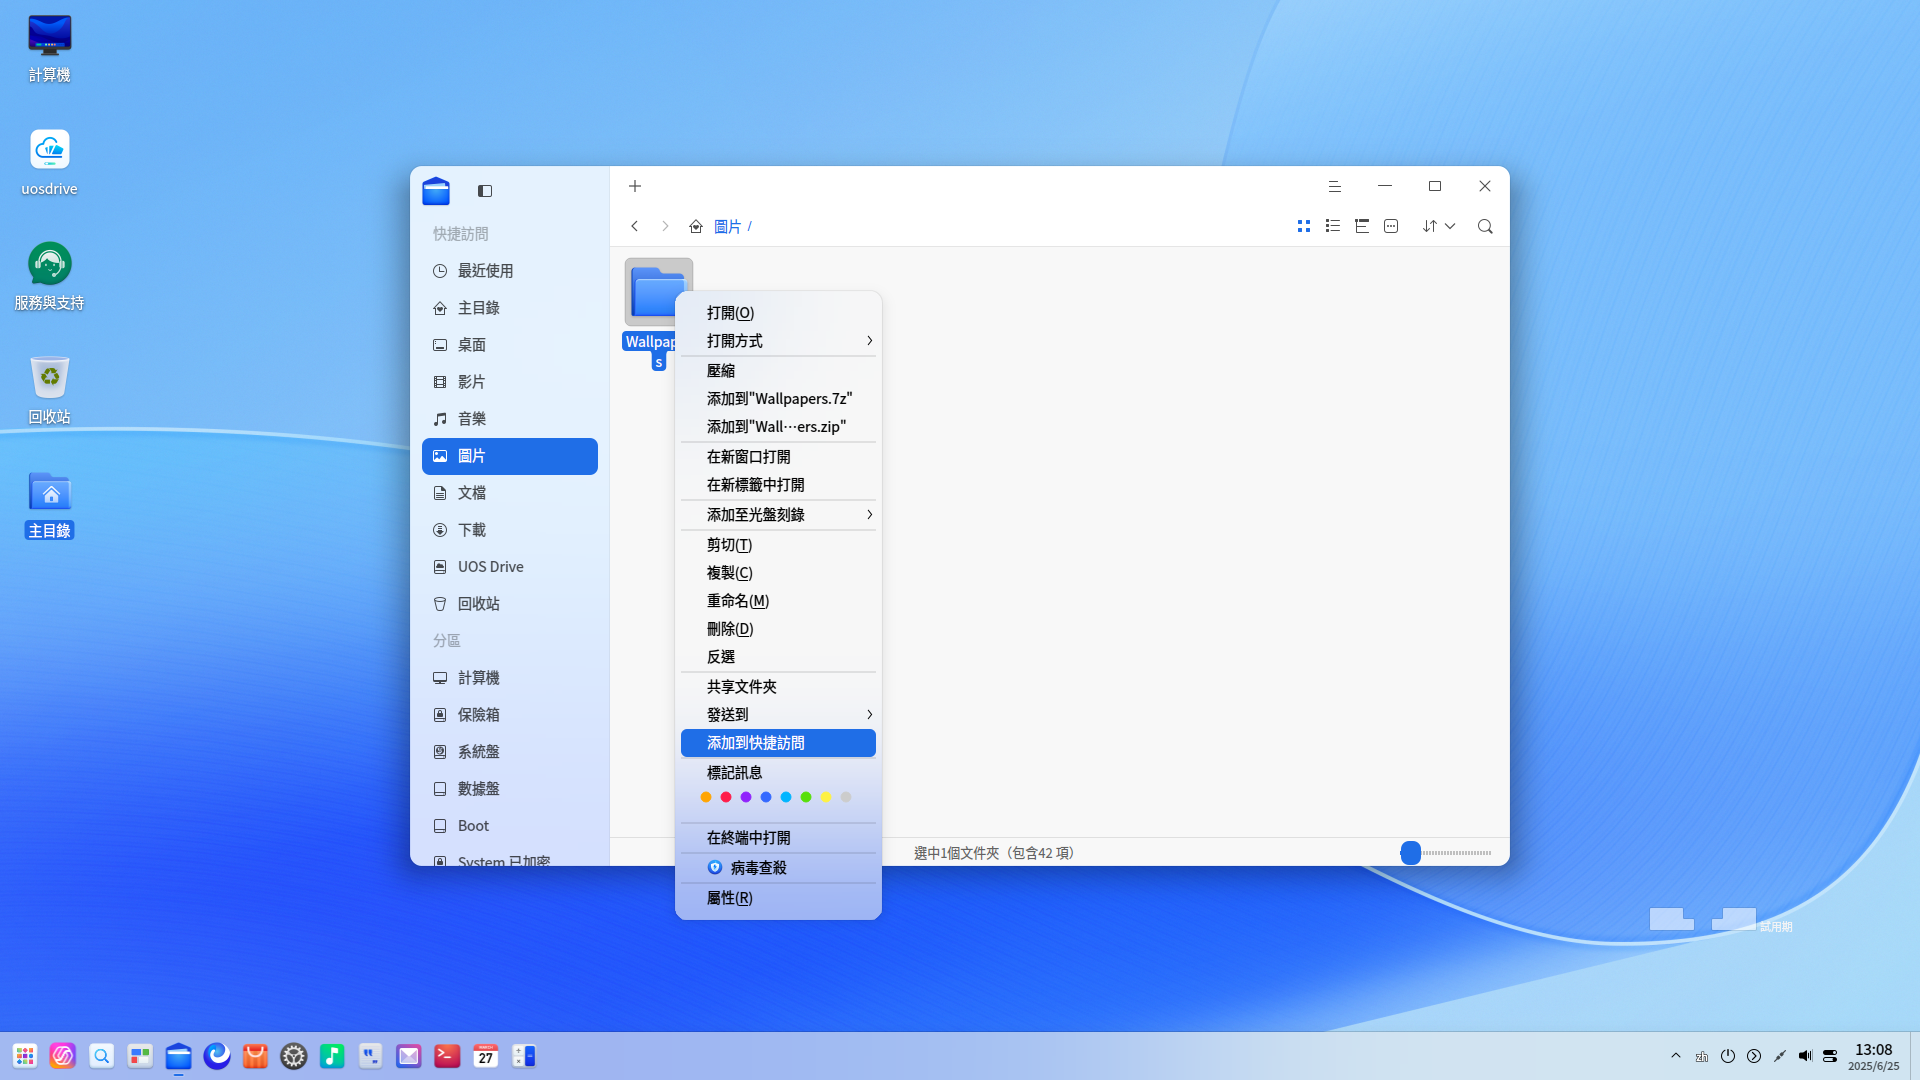 計算機
uosdrive
服務與支持
回收站
主目錄
快捷訪問
最近使用
主目錄
桌面
影片
音樂
圖片
文檔
下載
UOS Drive
回收站
分區
計算機
保險箱
系統盤
數據盤
Boot
System 已加密
圖片 /
Wallpap
s
打開(O)
打開方式
壓縮
添加到"Wallpapers.7z"
添加到"Wall···ers.zip"
在新窗口打開
在新標籤中打開
添加至光盤刻錄
剪切(T)
複製(C)
重命名(M)
刪除(D)
反選
共享文件夾
發送到
添加到快捷訪問
標記訊息
在終端中打開
病毒查殺
屬性(R)
選中1個文件夾（包含42 項）
試用期
MARCH
27
zh
13:08
2025/6/25